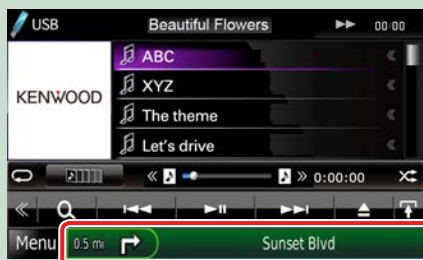 USB Beautiful Flowers 00:00
ABC
XYZ
KENWOOD
The theme
Let's drive
0:00:00
Menu 0.5 mi Sunset Blvd